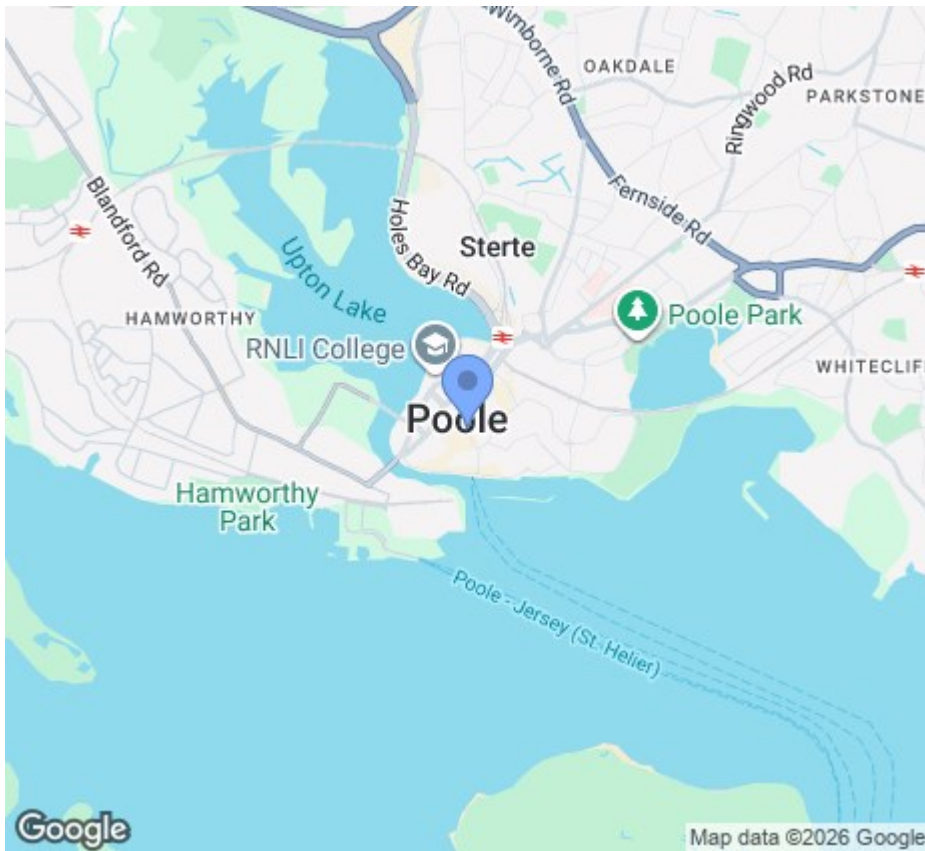 Wimborne Rd
OAKDALE
Ringwood Rd
PARKSTONE
Blandford Rd
Holes Bay Rd
Fernside Rd
Sterte
Upton Lake
HAMWORTHY
RNLI College
Poole Park
WHITECLIF
Poole
Hamworthy
Park
Poole - Jersey (St. Helier)
Google
Map data ©2026 Google